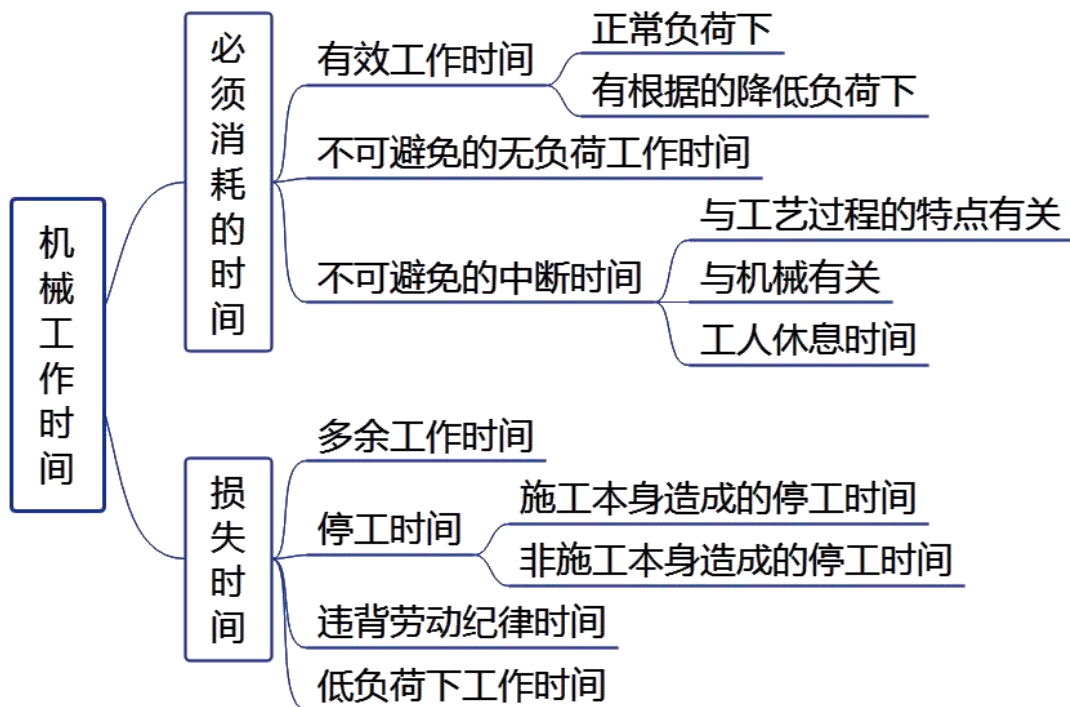 机械工作时间
必须消耗的时间
有效工作时间
正常负荷下
有根据的降低负荷下
不可避免的无负荷工作时间
不可避免的中断时间
与工艺过程的特点有关
与机械有关
工人休息时间
损失时间
多余工作时间
停工时间
施工本身造成的停工时间
非施工本身造成的停工时间
违背劳动纪律时间
低负荷下工作时间